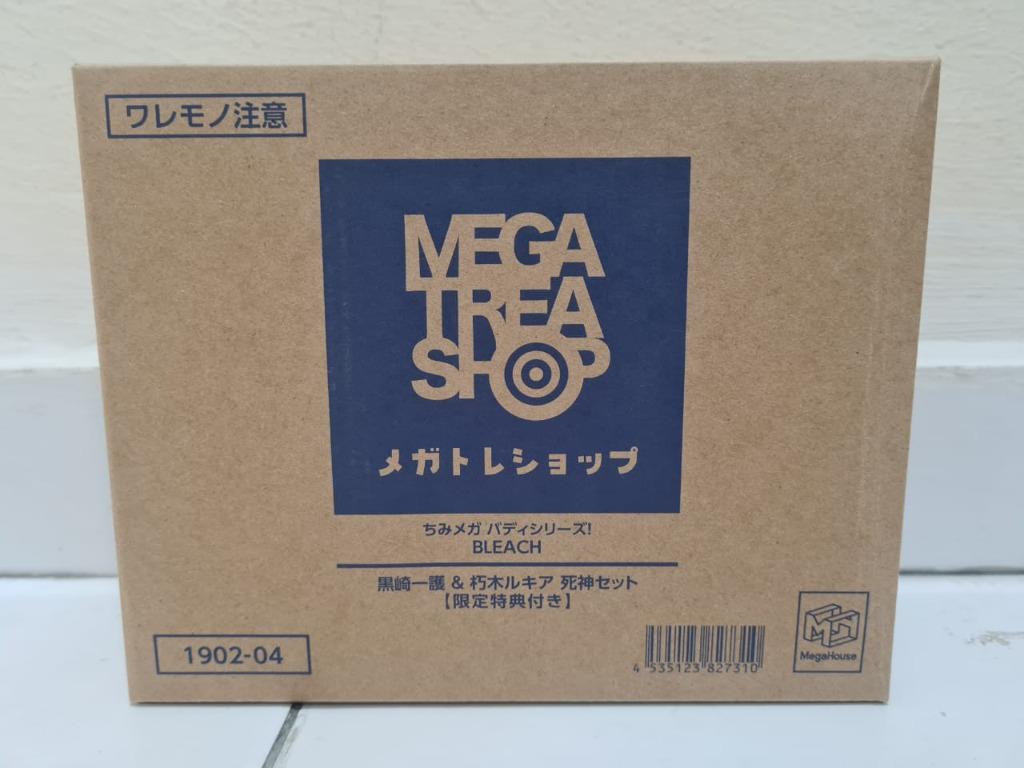 ワレモノ注意
MEGA
TREA
SHOP
メガトレショップ
ちみメガ バディシリーズ!
BLEACH
黒崎一護 & 朽木ルキア 死神セット
【限定特典付き】
1902-04
4 535123 827310
MegaHouse